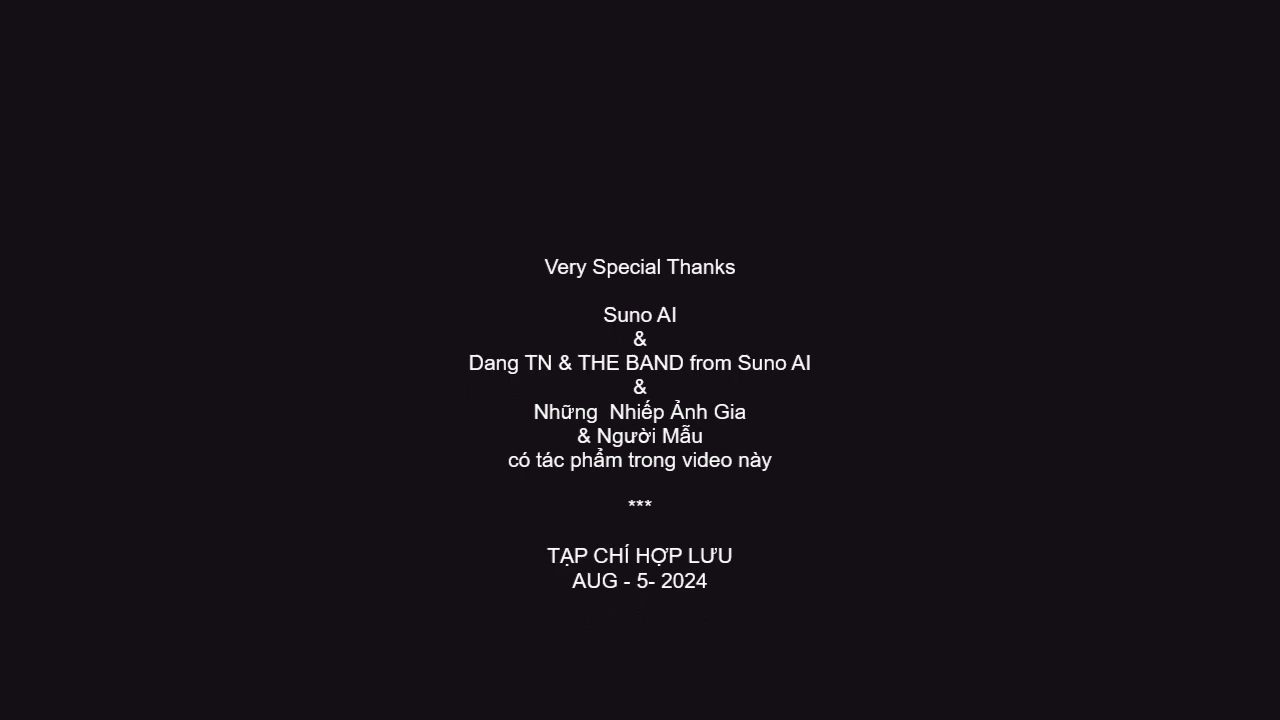 Very Special Thanks
Suno AI
&
Dang TN & THE BAND from Suno AI
&
Những  Nhiếp Ảnh Gia
& Người Mẫu
có tác phẩm trong video này
***
TẠP CHÍ HỢP LƯU
AUG - 5- 2024